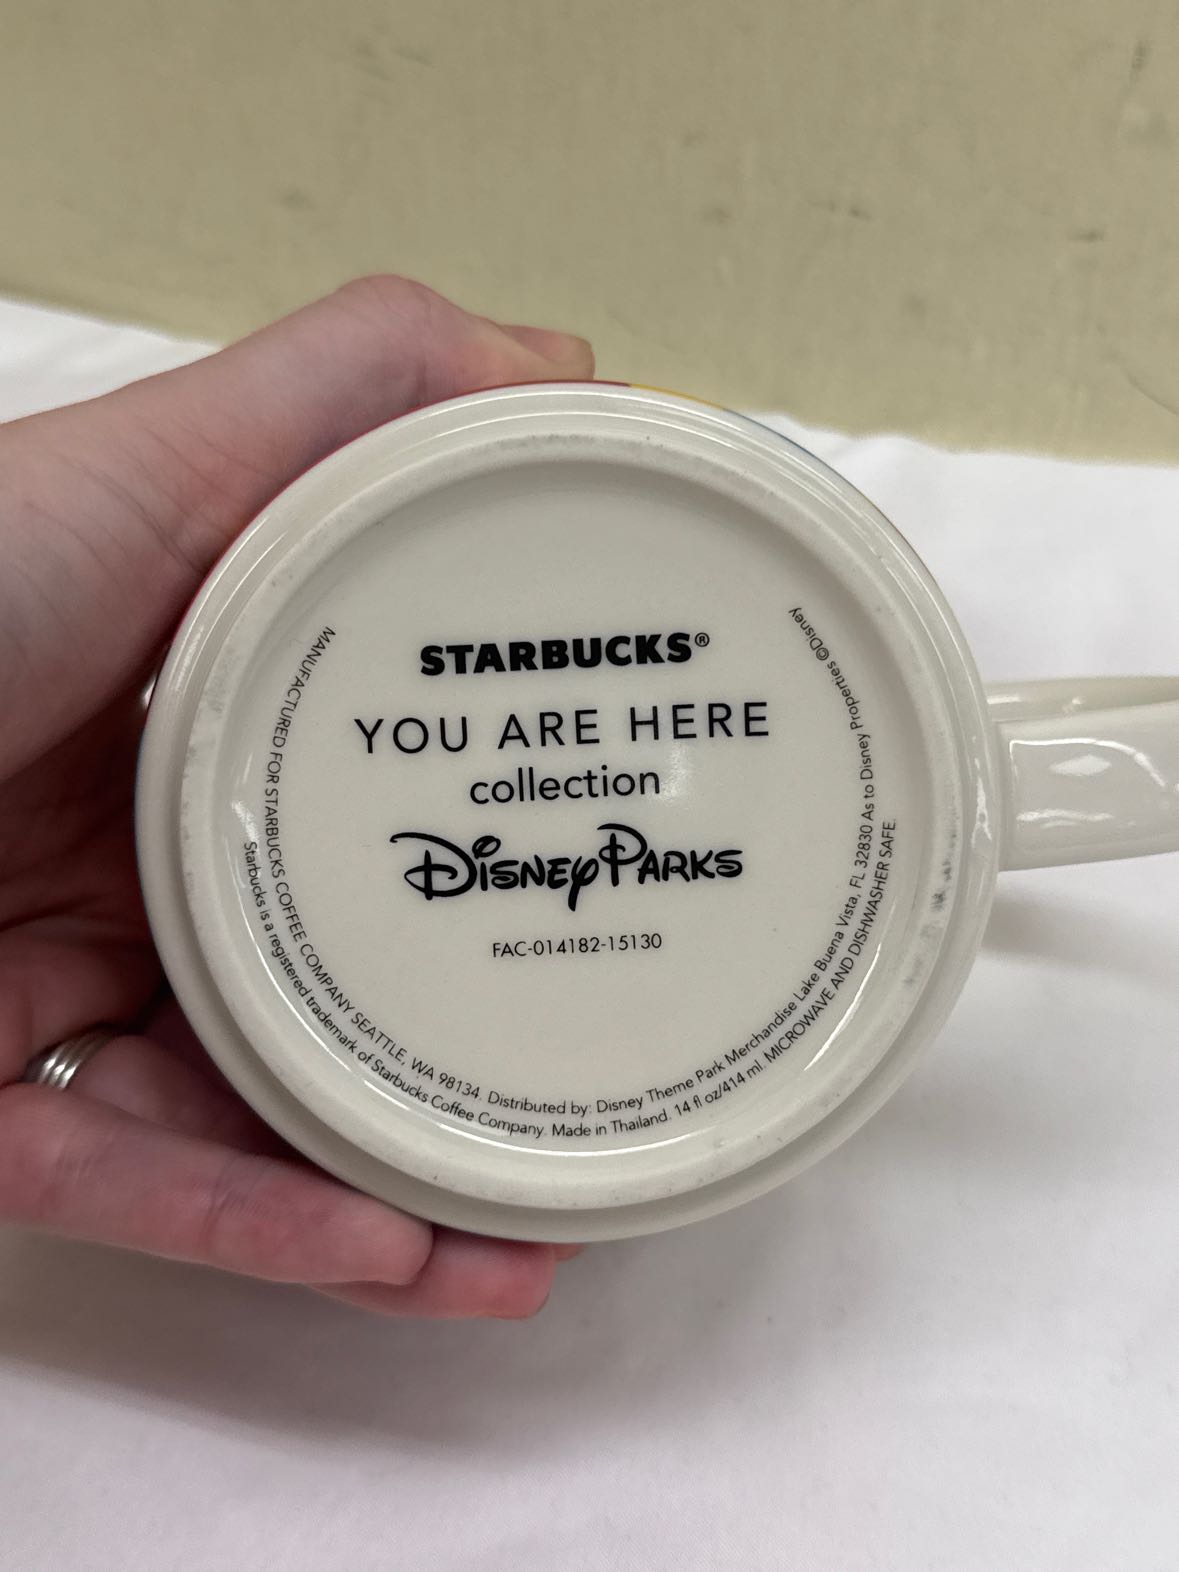 STARBUCKS®
YOU ARE HERE
collection
Disney Parks
FAC-014182-15130
MANUFACTURED FOR STARBUCKS COFFEE COMPANY SEATTLE, WA 98134. Distributed by: Disney Theme Park Merchandise Lake Buena Vista, FL 32830 As to Disney Properties ©Disney
Starbucks is a registered trademark of Starbucks Coffee Company. Made in Thailand. 14 fl oz/414 ml. MICROWAVE AND DISHWASHER SAFE.